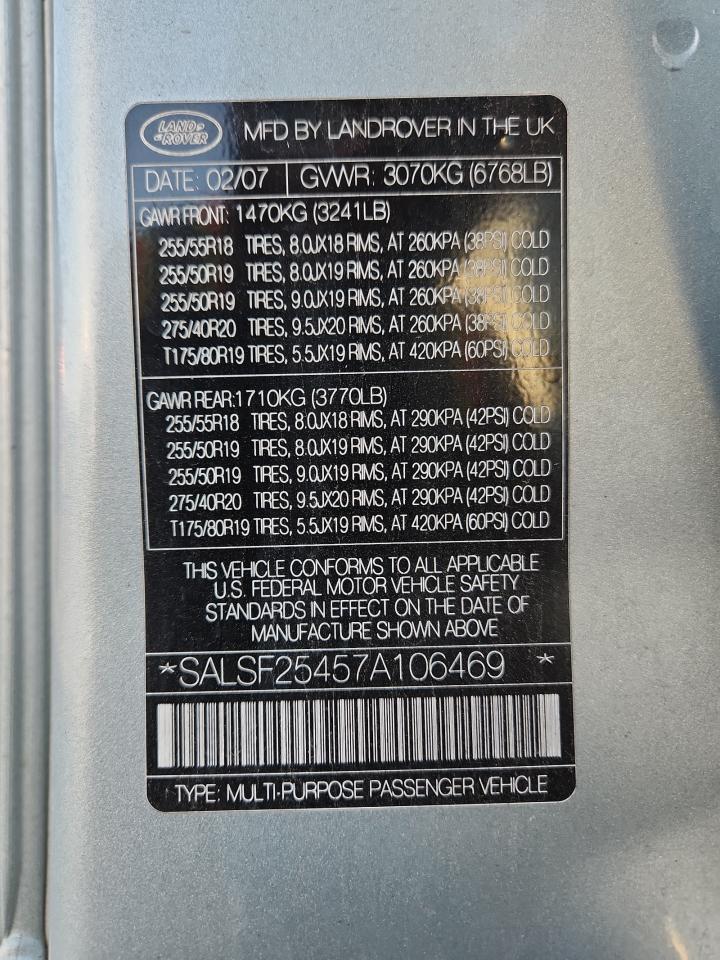 LAND ROVER MFD BY LANDROVER IN THE UK
DATE: 02/07 GVWR: 3070KG (6768LB)
GAWR FRONT: 1470KG (3241LB)
255/55R18 TIRES, 8.0JX18 RIMS, AT 260KPA (38PSI) COLD
255/50R19 TIRES, 8.0JX19 RIMS, AT 260KPA (38PSI) COLD
255/50R19 TIRES, 9.0JX19 RIMS, AT 260KPA (38PSI) COLD
275/40R20 TIRES, 9.5JX20 RIMS, AT 260KPA (38PSI) COLD
T175/80R19 TIRES, 5.5JX19 RIMS, AT 420KPA (60PSI) COLD
GAWR REAR:1710KG (3770LB)
255/55R18 TIRES, 8.0JX18 RIMS, AT 290KPA (42PSI) COLD
255/50R19 TIRES, 8.0JX19 RIMS, AT 290KPA (42PSI) COLD
255/50R19 TIRES, 9.0JX19 RIMS, AT 290KPA (42PSI) COLD
275/40R20 TIRES, 9.5JX20 RIMS, AT 290KPA (42PSI) COLD
T175/80R19 TIRES, 5.5JX19 RIMS, AT 420KPA (60PSI) COLD
THIS VEHICLE CONFORMS TO ALL APPLICABLE
U.S. FEDERAL MOTOR VEHICLE SAFETY
STANDARDS IN EFFECT ON THE DATE OF
MANUFACTURE SHOWN ABOVE
*SALSF25457A106469 *
TYPE: MULTI-PURPOSE PASSENGER VEHICLE